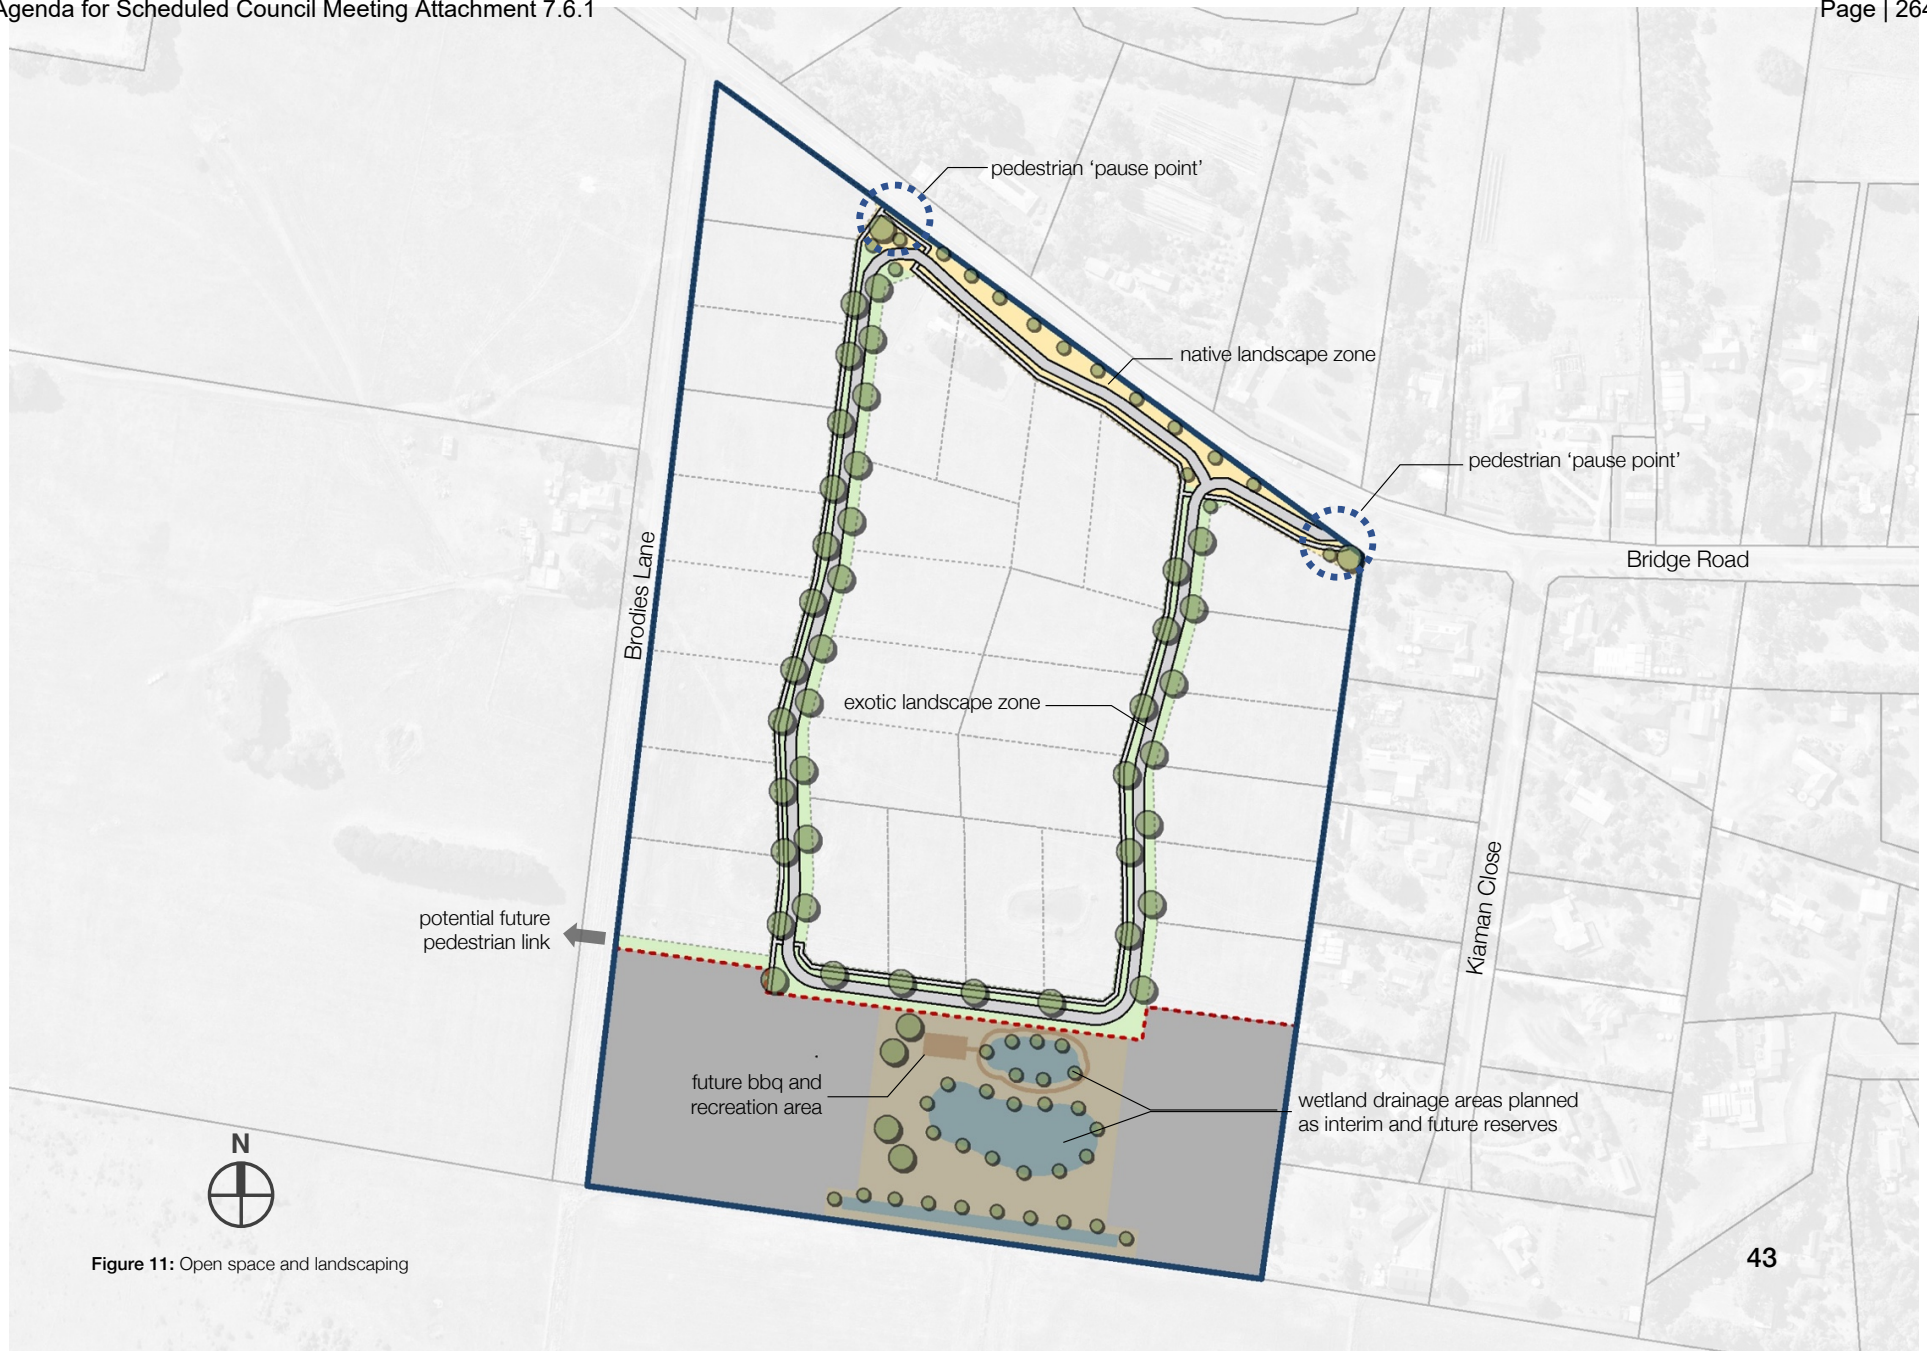 Agenda for Scheduled Council Meeting Attachment 7.6.1
Page | 264
pedestrian ‘pause point’
native landscape zone
pedestrian ‘pause point’
Bridge Road
Brodies Lane
exotic landscape zone
Kiaman Close
potential future
pedestrian link
future bbq and
recreation area
wetland drainage areas planned
as interim and future reserves
N
Figure 11: Open space and landscaping
43